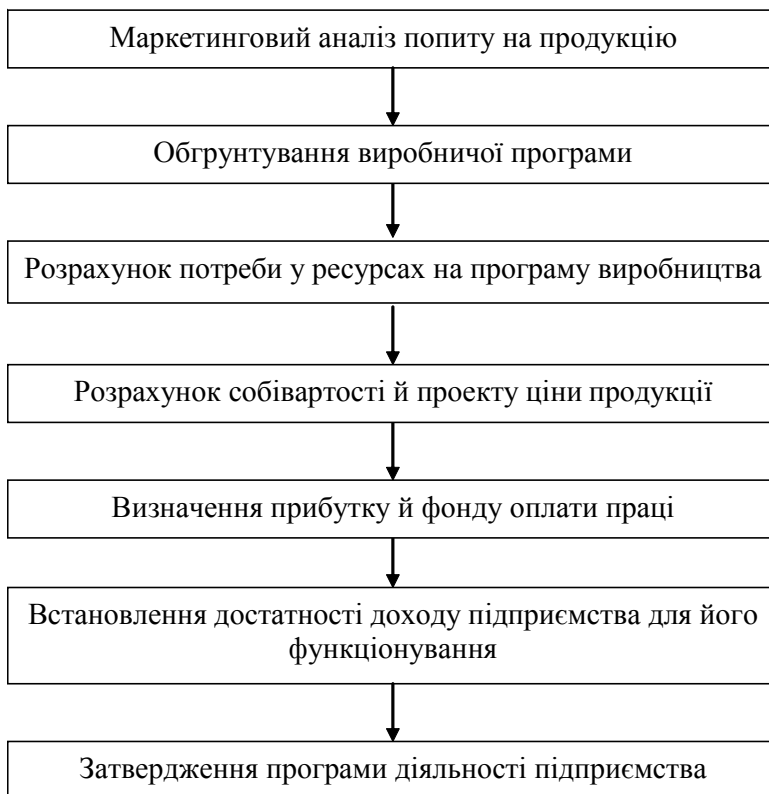 Маркетинговий аналіз попиту на продукцію
Обгрунтування виробничої програми
Розрахунок потреби у ресурсах на програму виробництва
Розрахунок собівартості й проекту ціни продукції
Визначення прибутку й фонду оплати праці
Встановлення достатності доходу підприємства для його
функціонування
Затвердження програми діяльності підприємства